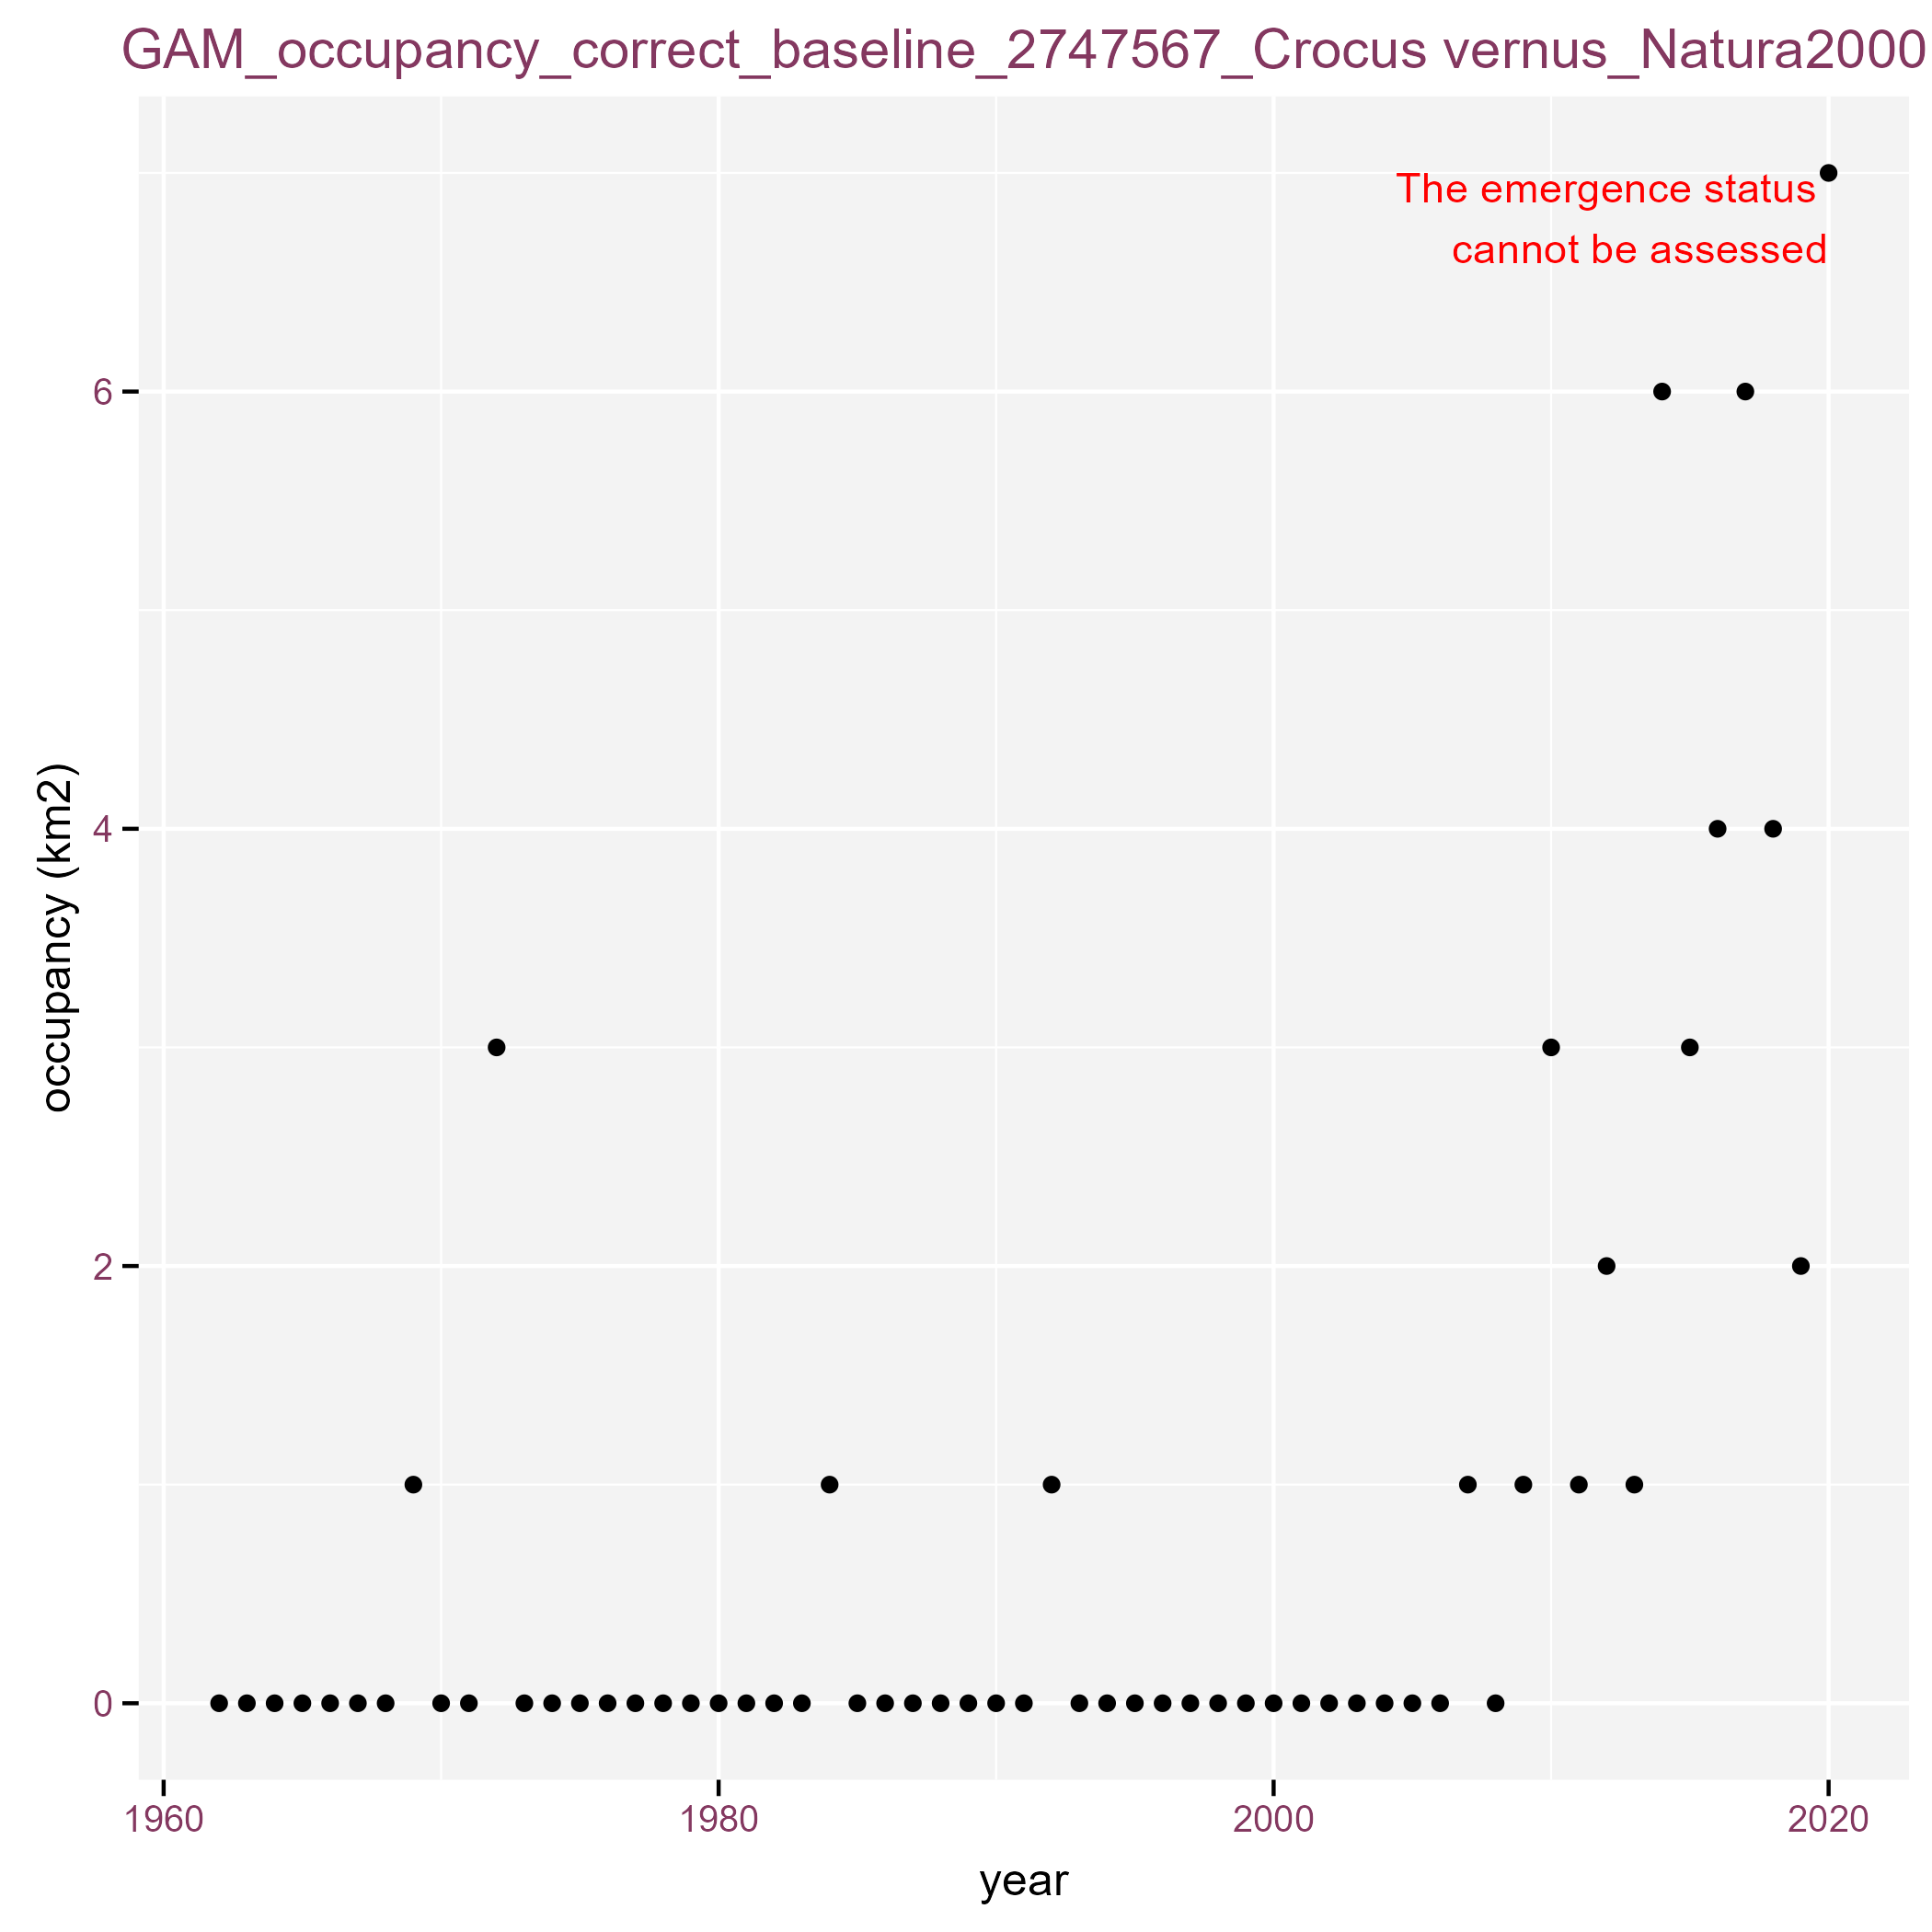 GAM_occupancy_correct_baseline_2747567_Crocus vernus_Natura2000
The emergence status
cannot be assessed
6
4
2
0
occupancy (km2)
1960 1980 2000 2020
year